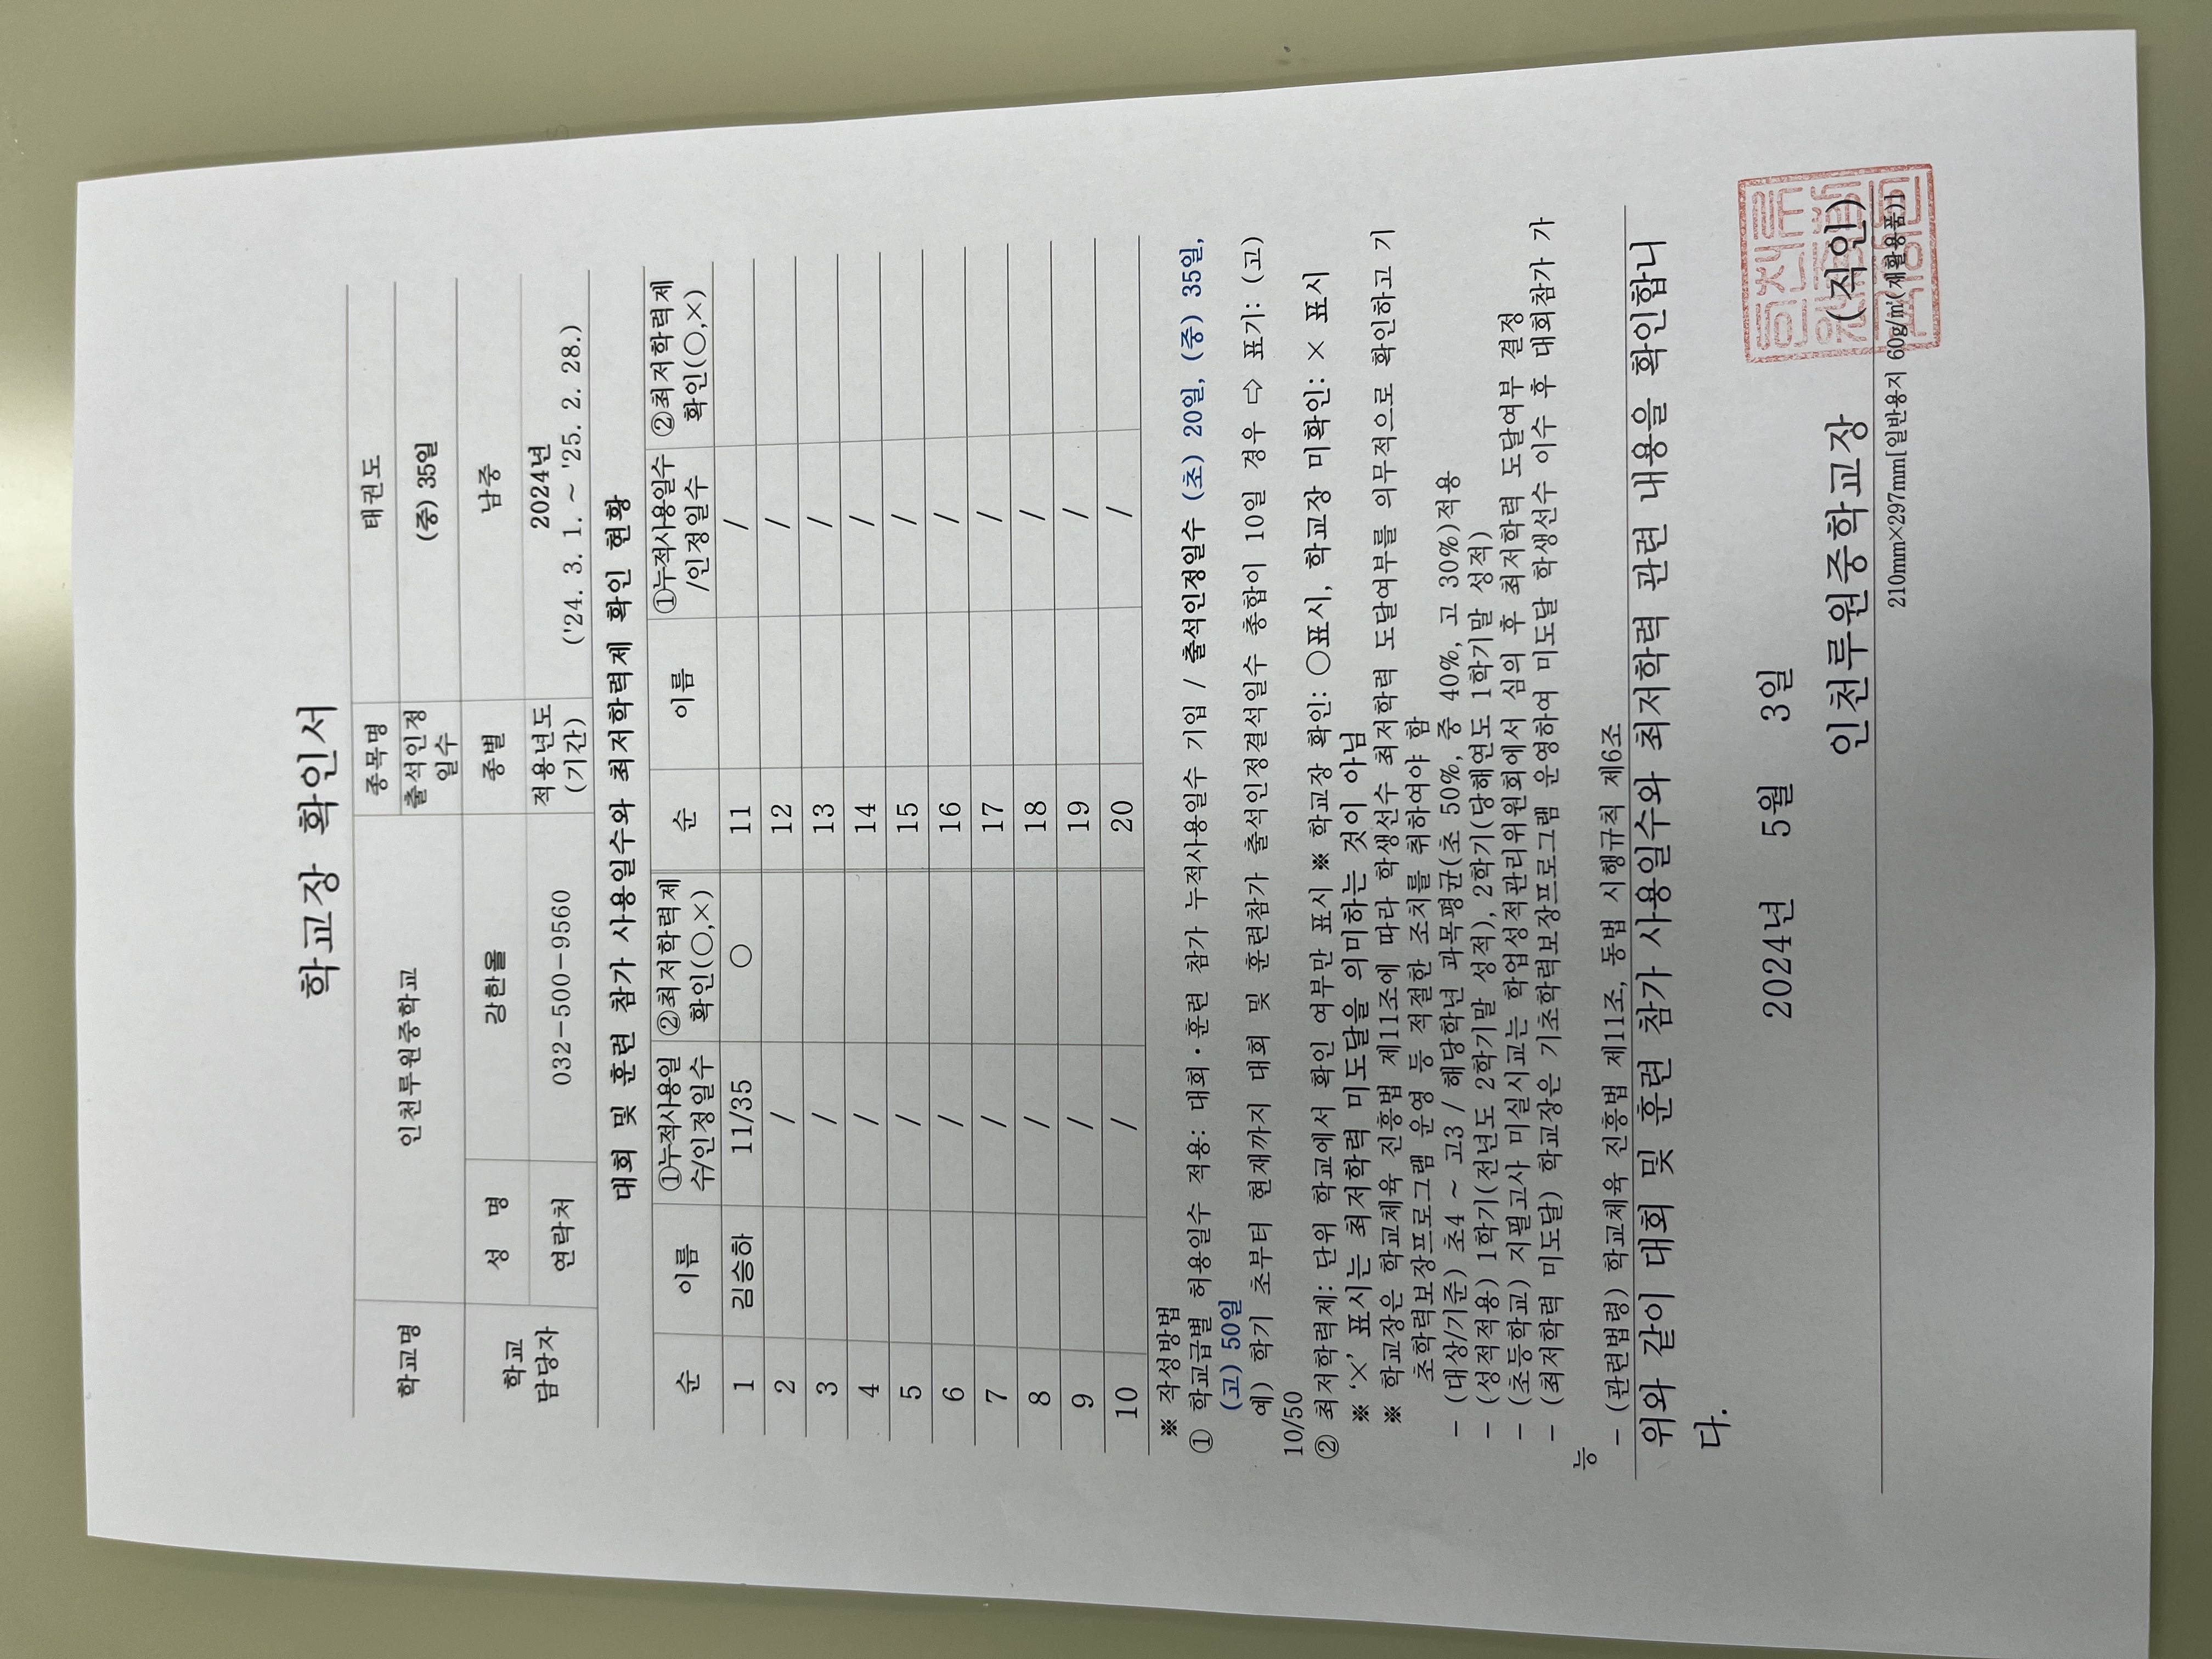 학교장 확인서
학교명 인천루원중학교 종목명 태권도
출석인정일수 (중) 35일
학교 담당자 성 명 강한올 종별 남중
연락처 032-500-9560 적용년도 (기간) 2024년
('24. 3. 1. ~ '25. 2. 28.)
대회 및 훈련 참가 사용일수와 최저학력제 확인 현황
순 이름 ①누적사용일수/인정일수 ②최저학력제 확인(○,×) 순 이름 ①누적사용일수/인정일수 ②최저학력제 확인(○,×)
1 김승하 11/35 ○ 11 /
2 / 12 /
3 / 13 /
4 / 14 /
5 / 15 /
6 / 16 /
7 / 17 /
8 / 18 /
9 / 19 /
10 / 20 /
※ 작성방법
① 학교급별 허용일수 적용: 대회·훈련 참가 누적사용일수 기입 / 출석인정일수 (초) 20일, (중) 35일,
(고) 50일
예) 학기 초부터 현재까지 대회 및 훈련참가 출석인정결석일수 총합이 10일 경우 ⇨ 표기: (고)
10/50
② 최저학력제: 단위 학교에서 확인 여부만 표시 ※ 학교장 확인: ○표시, 학교장 미확인: × 표시
※ '×' 표시는 최저학력 미도달을 의미하는 것이 아님
※ 학교장은 학교체육 진흥법 제11조에 따라 학생선수 최저학력 도달여부를 의무적으로 확인하고 기
초학력보장프로그램 운영 등 적절한 조치를 취하여야 함
- (대상/기준) 초4 ~ 고3 / 해당학년 과목평균(초 50%, 중 40%, 고 30%)적용
- (성적적용) 1학기(전년도 2학기말 성적), 2학기(당해연도 1학기말 성적)
- (초등학교) 지필고사 미실시교는 학업성적관리위원회에서 심의 후 최저학력 도달여부 결정
- (최저학력 미도달) 학교장은 기초학력보장프로그램 운영하여 미도달 학생선수 이수 후 대회참가 가
능
- (관련법령) 학교체육 진흥법 제11조, 동법 시행규칙 제6조
위와 같이 대회 및 훈련 참가 사용일수와 최저학력 관련 내용을 확인합니
다.
2024년 5월 3일
인천루원중학교장 (직인)
210mm×297mm[일반용지 60g/㎡(재활용품)]